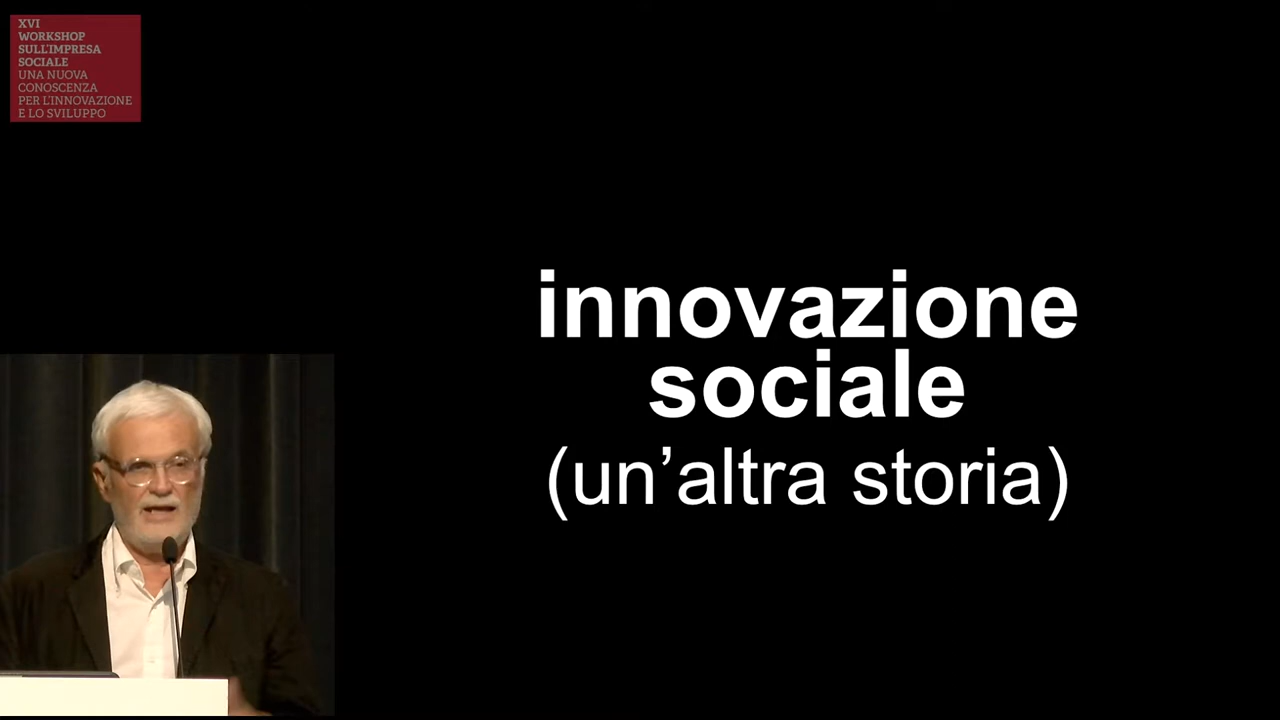 XVI
WORKSHOP
SULL'IMPRESA
SOCIALE
UNA NUOVA
CONOSCENZA
PER L'INNOVAZIONE
E LO SVILUPPO
innovazione
sociale
(un’altra storia)